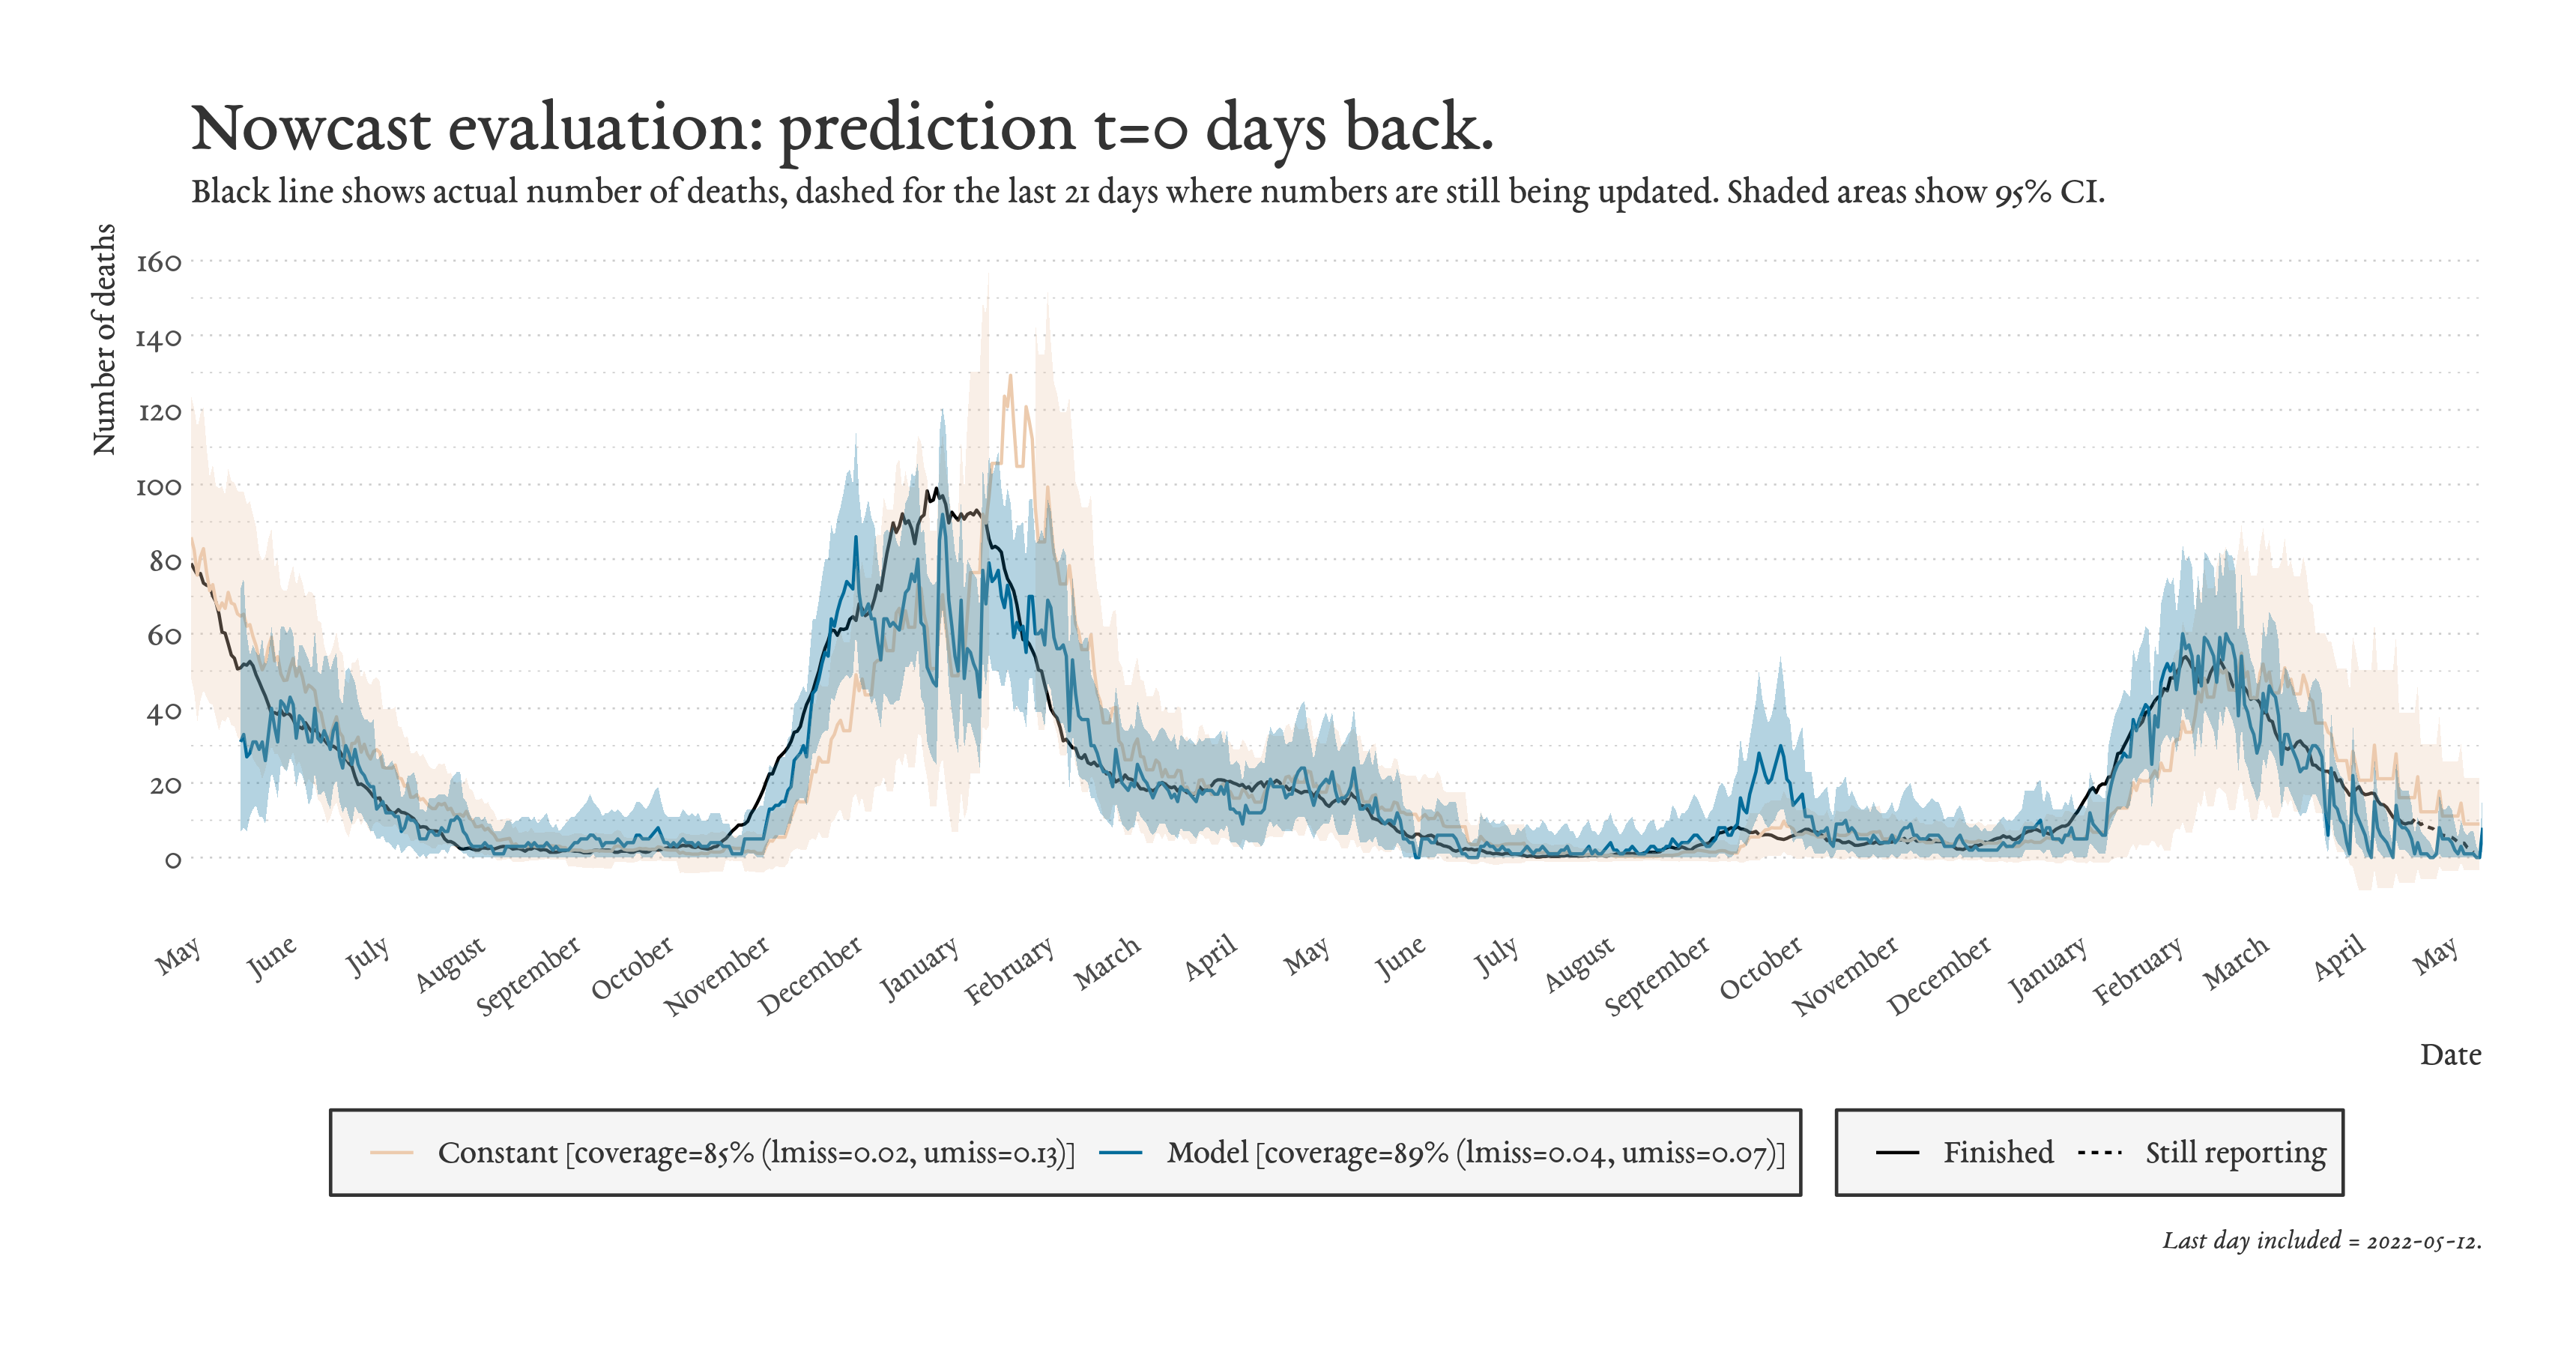 Nowcast evaluation: prediction t=0 days back.
Black line shows actual number of deaths, dashed for the last 21 days where numbers are still being updated. Shaded areas show 95% CI.
Number of deaths
160
140
120
100
80
60
40
20
0
May June July August September October November December January February March April May June July August September October November December January February March April May
Date
Constant [coverage=85% (lmiss=0.02, umiss=0.13)] Model [coverage=89% (lmiss=0.04, umiss=0.07)] Finished Still reporting
Last day included = 2022-05-12.